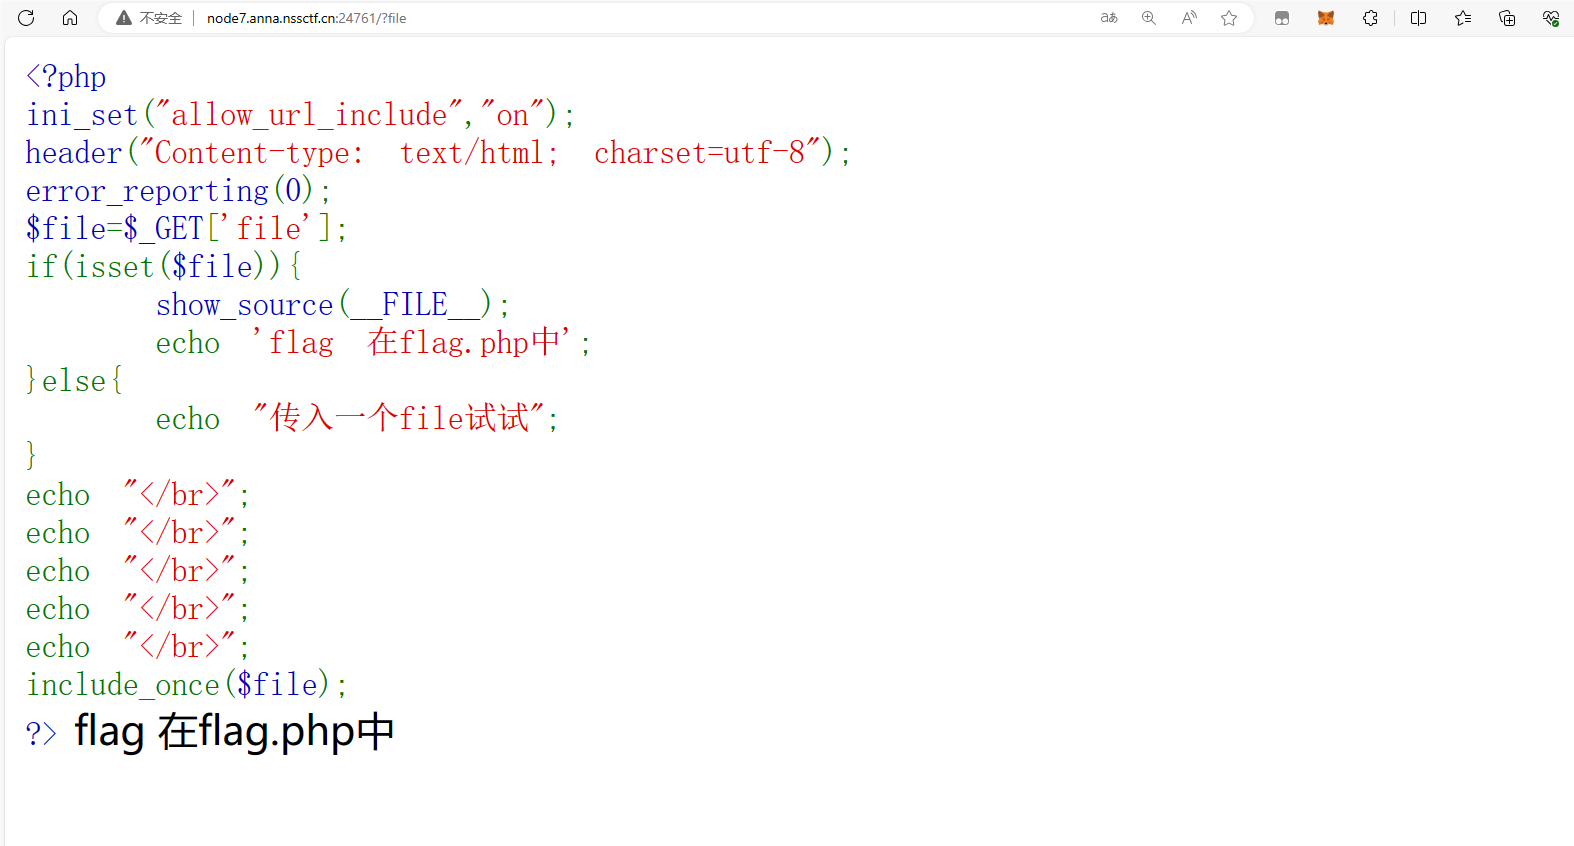 不安全 node7.anna.nssctf.cn:24761/?file
<?php
ini_set("allow_url_include","on");
header("Content-type: text/html; charset=utf-8");
error_reporting(0);
$file=$_GET['file'];
if(isset($file)){
show_source(__FILE__);
echo 'flag 在flag.php中';
}else{
echo "传入一个file试试";
}
echo "</br>";
echo "</br>";
echo "</br>";
echo "</br>";
echo "</br>";
include_once($file);
?> flag 在flag.php中